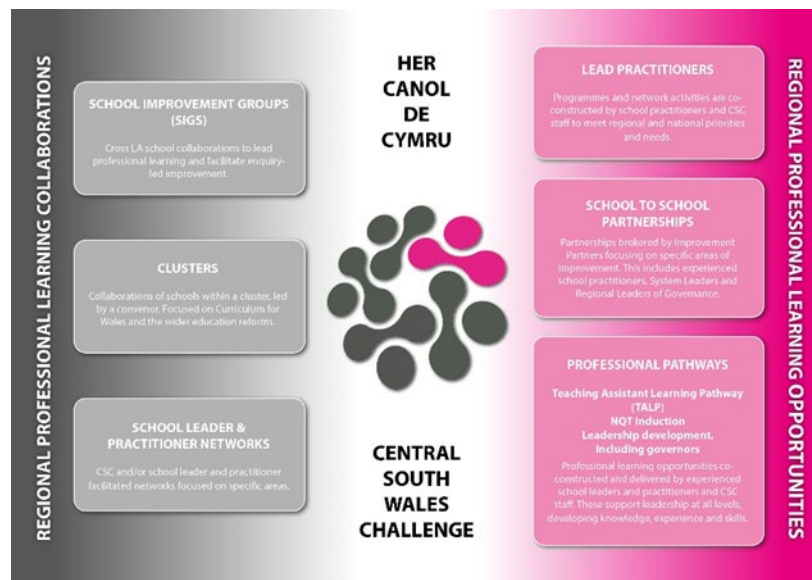 REGIONAL PROFESSIONAL LEARNING COLLABORATIONS
SCHOOL IMPROVEMENT GROUPS
(SIGS)
Cross LA school collaborations to lead
professional learning and facilitate enquiry-
led improvement.
CLUSTERS
Collaborations of schools within a cluster, led
by a convenor. Focused on Curriculum for
Wales and the wider education reforms.
SCHOOL LEADER &
PRACTITIONER NETWORKS
CSC and/or school leader and practitioner
facilitated networks focused on specific areas.
HER
CANOL
DE
CYMRU
CENTRAL
SOUTH
WALES
CHALLENGE
LEAD PRACTITIONERS
Programmes and network activities are co-
constructed by school practitioners and CSC
staff to meet regional and national priorities
and needs.
SCHOOL TO SCHOOL
PARTNERSHIPS
Partnerships brokered by Improvement
Partners focusing on specific areas of
improvement. This includes experienced
school practitioners, System Leaders and
Regional Leaders of Governance.
PROFESSIONAL PATHWAYS
Teaching Assistant Learning Pathway
(TALP)
NQT Induction
Leadership development,
including governors
Professional learning opportunities co-
constructed and delivered by experienced
school leaders and practitioners and CSC
staff. These support leadership at all levels,
developing knowledge, experience and skills.
REGIONAL PROFESSIONAL LEARNING OPPORTUNITIES